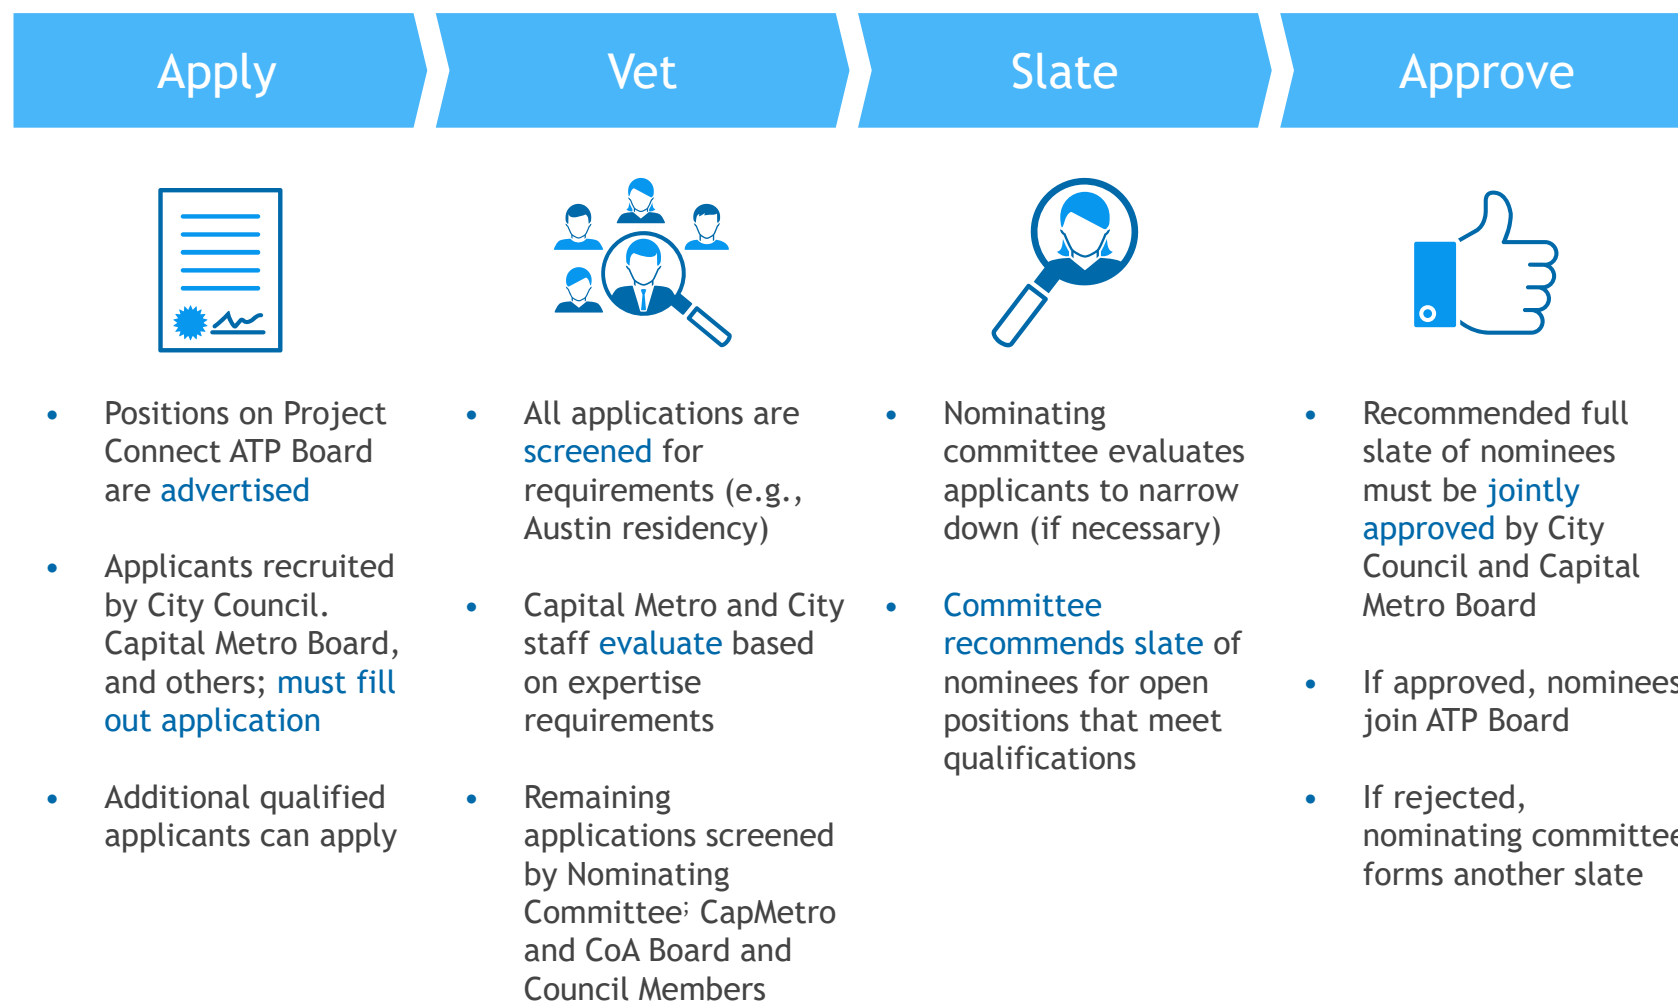 Apply
Vet
Slate
Approve
• Positions on Project
Connect ATP Board
are advertised
• Applicants recruited
by City Council.
Capital Metro Board,
and others; must fill
out application
• Additional qualified
applicants can apply
• All applications are
screened for
requirements (e.g.,
Austin residency)
• Capital Metro and City
staff evaluate based
on expertise
requirements
• Remaining
applications screened
by Nominating
Committee; CapMetro
and CoA Board and
Council Members
• Nominating
committee evaluates
applicants to narrow
down (if necessary)
• Committee
recommends slate of
nominees for open
positions that meet
qualifications
• Recommended full
slate of nominees
must be jointly
approved by City
Council and Capital
Metro Board
• If approved, nominees
join ATP Board
• If rejected,
nominating committee
forms another slate